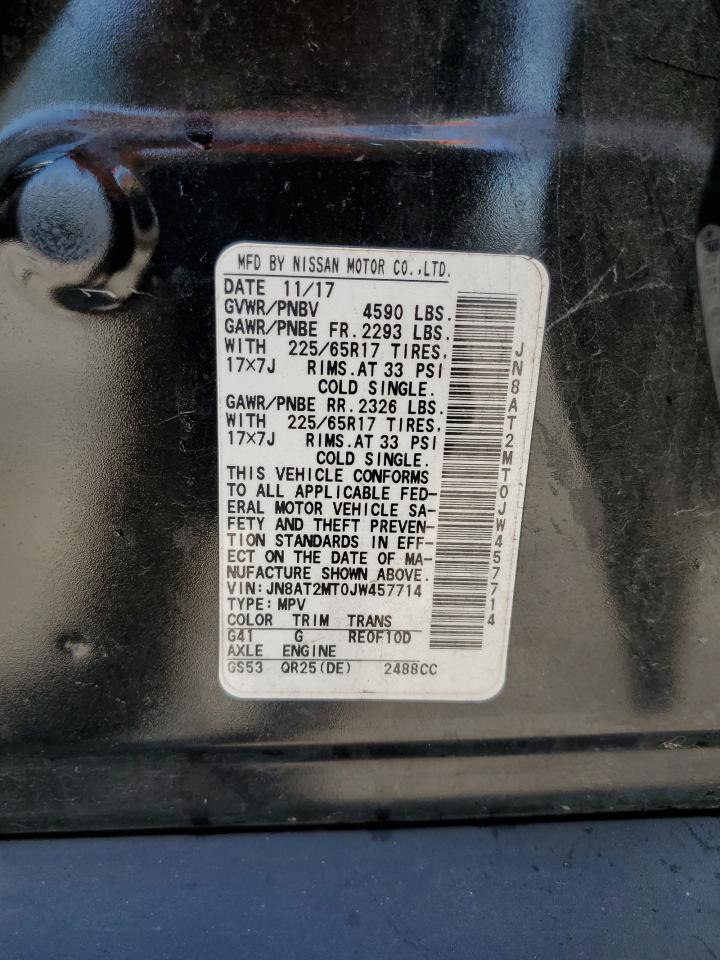 MFD BY NISSAN MOTOR CO.,LTD.
DATE 11/17
GVWR/PNBV 4590 LBS.
GAWR/PNBE FR.2293 LBS.
WITH 225/65R17 TIRES,
17×7J RIMS.AT 33 PSI
COLD SINGLE.
GAWR/PNBE RR.2326 LBS.
WITH 225/65R17 TIRES,
17×7J RIMS.AT 33 PSI
COLD SINGLE.
THIS VEHICLE CONFORMS
TO ALL APPLICABLE FED-
ERAL MOTOR VEHICLE SA-
FETY AND THEFT PREVEN-
TION STANDARDS IN EFF-
ECT ON THE DATE OF MA-
NUFACTURE SHOWN ABOVE.
VIN:JN8AT2MT0JW457714
TYPE:MPV
COLOR TRIM TRANS
G41 G RE0F10D
AXLE ENGINE
GS53 QR25(DE) 2488CC
JN8AT2MT0JW457714